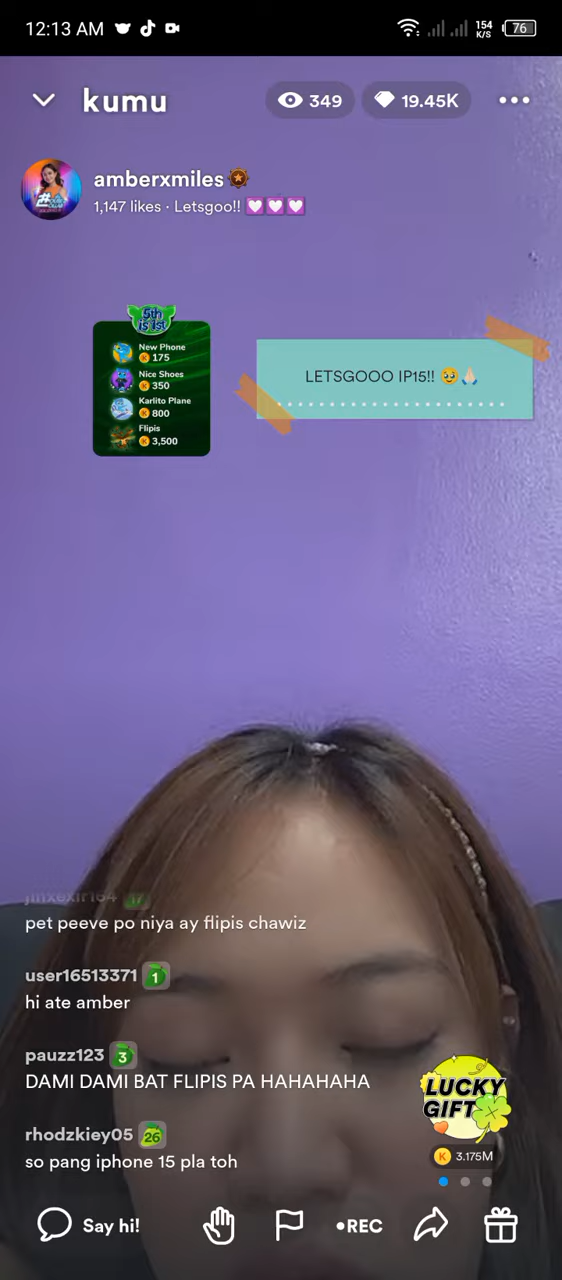 12:13 AM
154
K/S
76
kumu
349
19.45K
amberxmiles
1,147 likes · Letsgoo!! 💟💟💟
5th
is 1st
New Phone
K 175
Nice Shoes
K 350
Karlito Plane
K 800
Flipis
K 3,500
LETSGOOO IP15!! 🥹🙏🏻
jinxexir164 17
pet peeve po niya ay flipis chawiz
user16513371 1
hi ate amber
pauzz123 3
DAMI DAMI BAT FLIPIS PA HAHAHAHA
rhodzkiey05 26
so pang iphone 15 pla toh
LUCKY
GIFT
K 3.175M
Say hi!
•REC